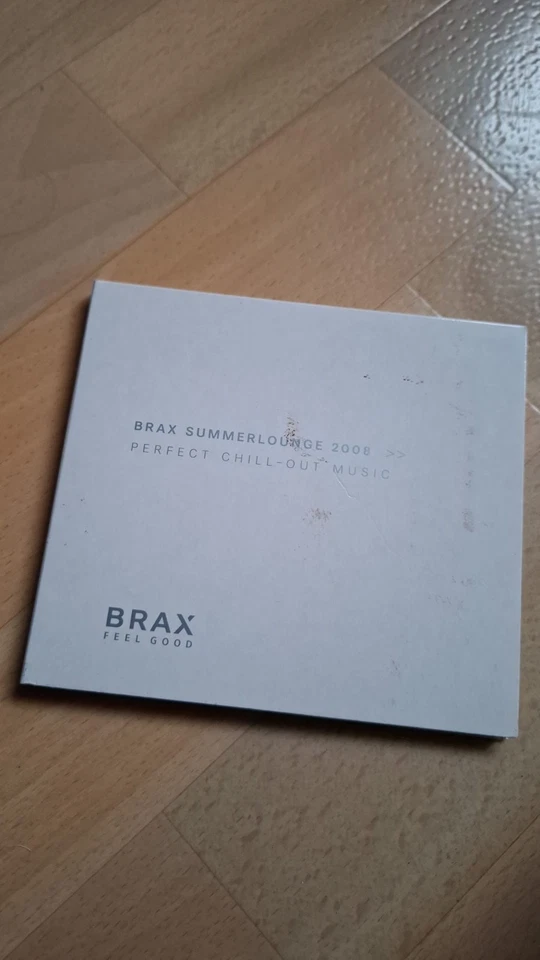 BRAX SUMMERLOUNGE 2008 >>
PERFECT CHILL-OUT MUSIC
BRAX
FEEL GOOD